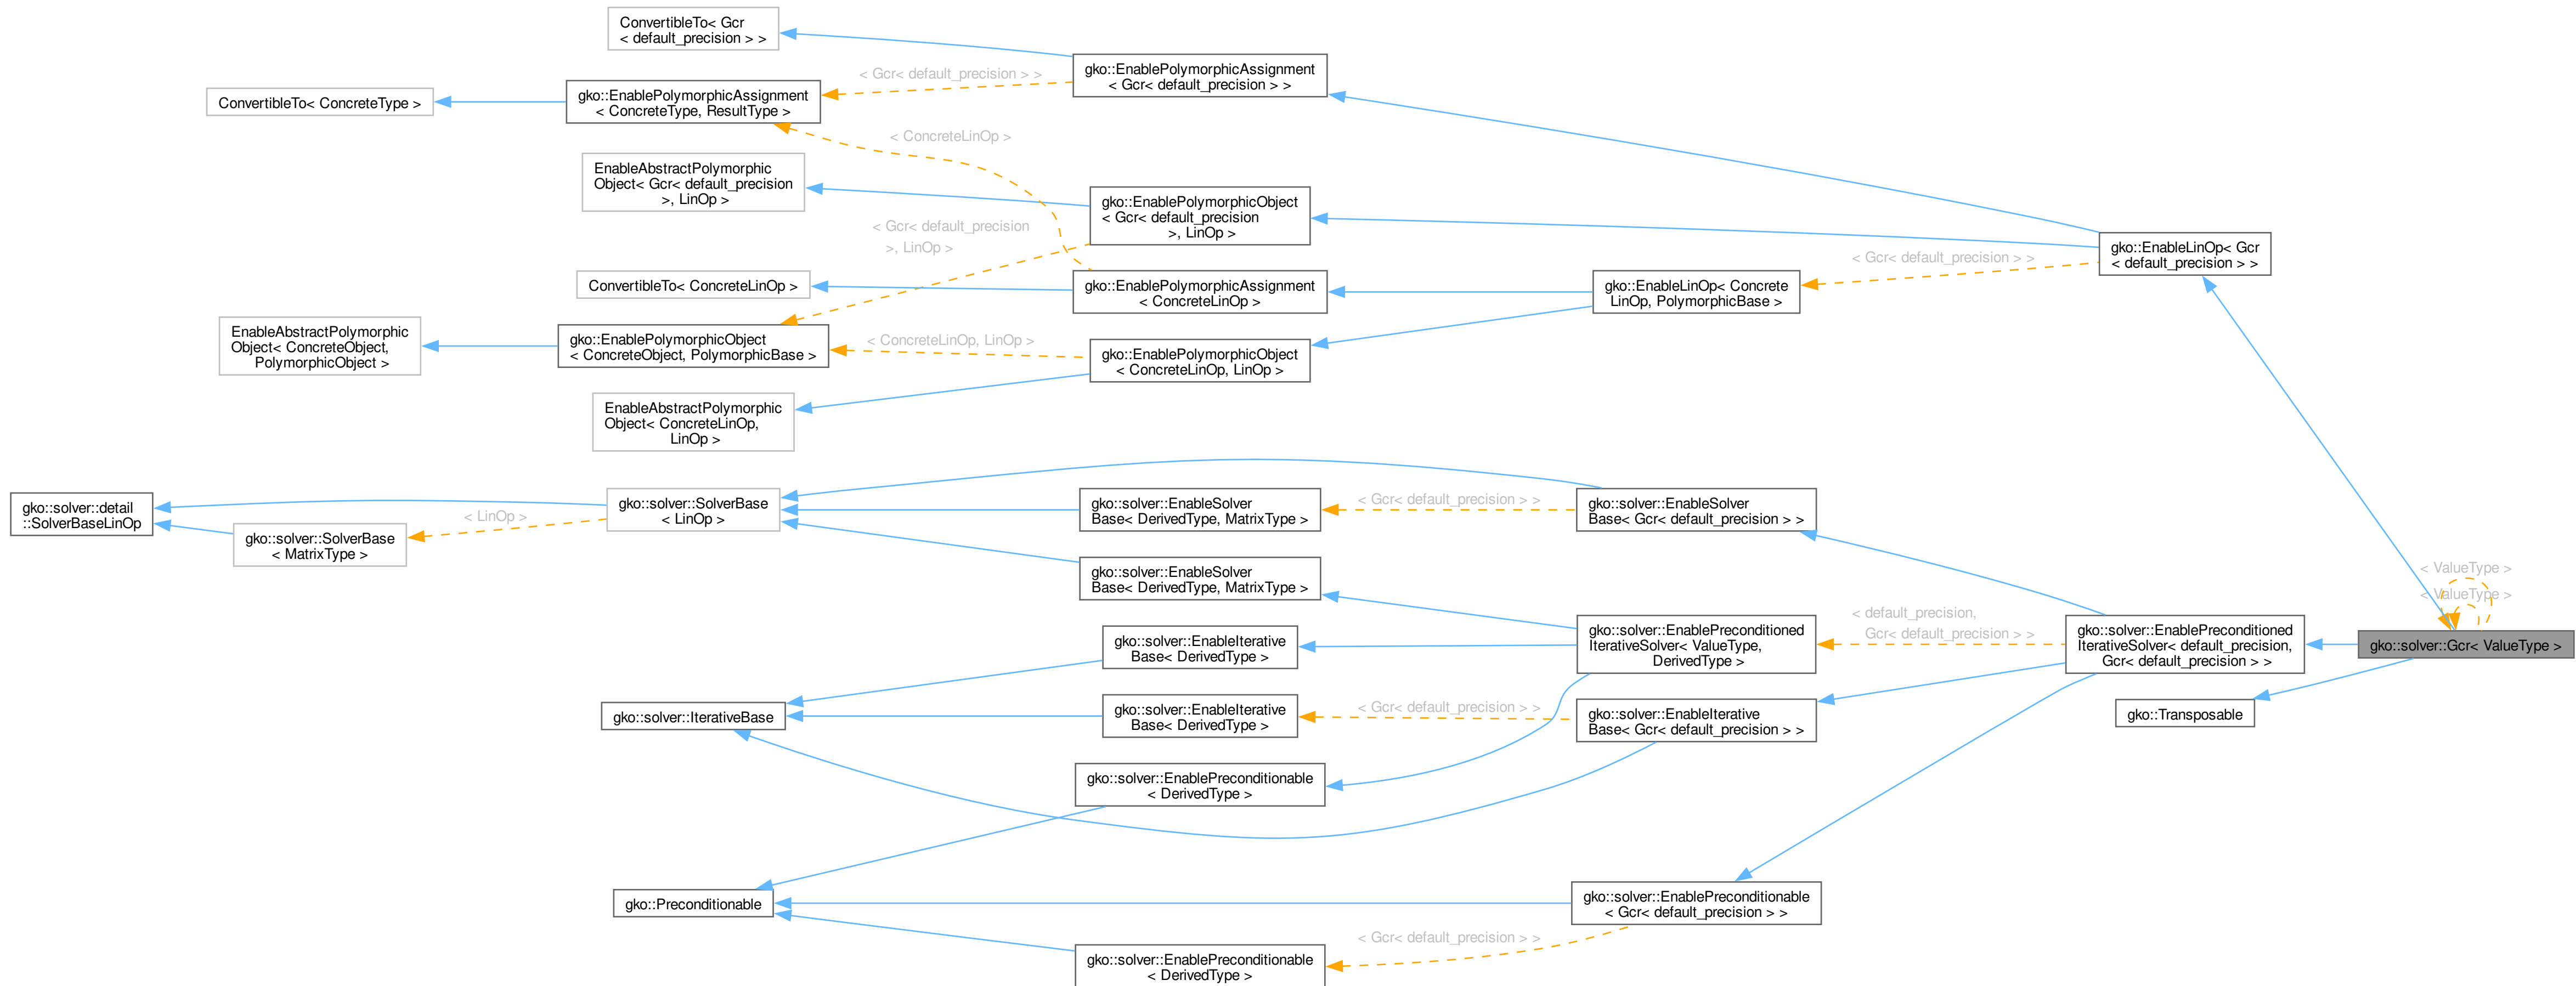 ConvertibleTo< Gcr
< default_precision > >
ConvertibleTo< ConcreteType >
gko::EnablePolymorphicAssignment
< ConcreteType, ResultType >
< Gcr< default_precision > >
gko::EnablePolymorphicAssignment
< Gcr< default_precision > >
< ConcreteLinOp >
EnableAbstractPolymorphic
Object< Gcr< default_precision
>, LinOp >
gko::EnablePolymorphicObject
< Gcr< default_precision
>, LinOp >
< Gcr< default_precision
>, LinOp >
ConvertibleTo< ConcreteLinOp >
gko::EnablePolymorphicAssignment
< ConcreteLinOp >
gko::EnableLinOp< Concrete
LinOp, PolymorphicBase >
< Gcr< default_precision > >
gko::EnableLinOp< Gcr
< default_precision > >
EnableAbstractPolymorphic
Object< ConcreteObject,
PolymorphicObject >
gko::EnablePolymorphicObject
< ConcreteObject, PolymorphicBase >
< ConcreteLinOp, LinOp >
gko::EnablePolymorphicObject
< ConcreteLinOp, LinOp >
EnableAbstractPolymorphic
Object< ConcreteLinOp,
LinOp >
gko::solver::detail
::SolverBaseLinOp
gko::solver::SolverBase
< MatrixType >
< LinOp >
gko::solver::SolverBase
< LinOp >
gko::solver::EnableSolver
Base< DerivedType, MatrixType >
< Gcr< default_precision > >
gko::solver::EnableSolver
Base< Gcr< default_precision > >
gko::solver::EnableSolver
Base< DerivedType, MatrixType >
< ValueType >
< ValueType >
gko::solver::EnableIterative
Base< DerivedType >
gko::solver::EnablePreconditioned
IterativeSolver< ValueType,
DerivedType >
< default_precision,
Gcr< default_precision > >
gko::solver::EnablePreconditioned
IterativeSolver< default_precision,
Gcr< default_precision > >
gko::solver::Gcr< ValueType >
gko::solver::IterativeBase
gko::solver::EnableIterative
Base< DerivedType >
< Gcr< default_precision > >
gko::solver::EnableIterative
Base< Gcr< default_precision > >
gko::Transposable
gko::solver::EnablePreconditionable
< DerivedType >
gko::Preconditionable
gko::solver::EnablePreconditionable
< Gcr< default_precision > >
< Gcr< default_precision > >
gko::solver::EnablePreconditionable
< DerivedType >